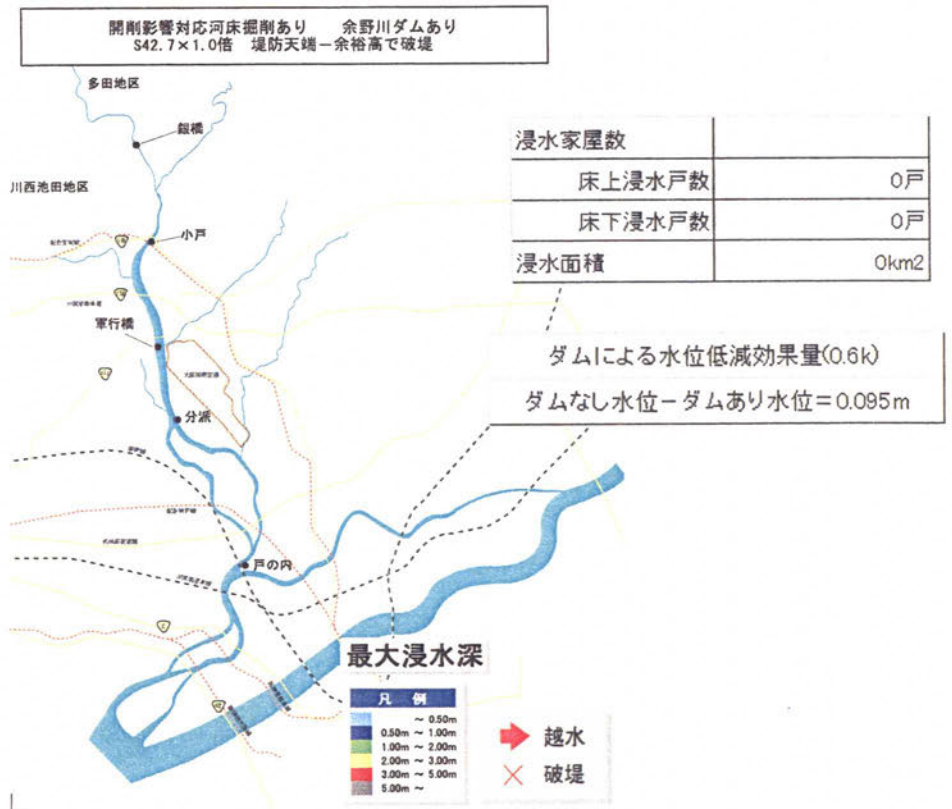 開削影響対応河床掘削あり　　余野川ダムあり
S42.7×1.0倍　堤防天端－余裕高で破堤
多田地区
銀橋
川西池田地区
小戸
軍行橋
大阪国際空港
分派
戸の内
浸水家屋数
床上浸水戸数 0戸
床下浸水戸数 0戸
浸水面積 0km2
ダムによる水位低減効果量(0.6k)
ダムなし水位－ダムあり水位＝0.095m
最大浸水深
凡 例
～ 0.50m
0.50m ～ 1.00m
1.00m ～ 2.00m
2.00m ～ 3.00m
3.00m ～ 5.00m
5.00m ～
越水
破堤